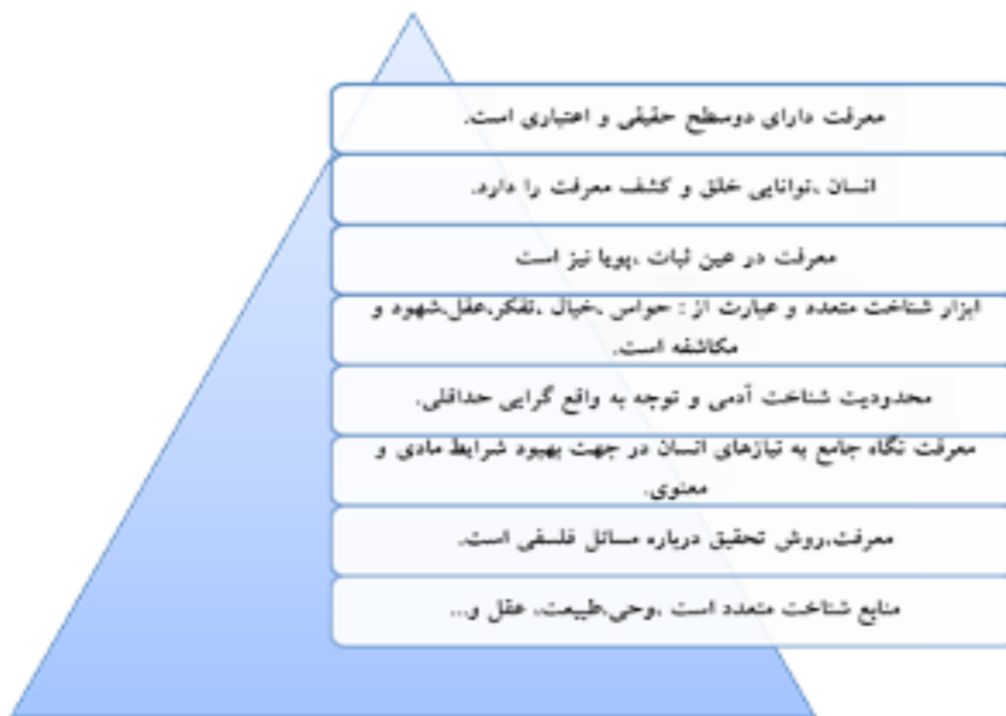 معرفت دارای دوسطح حقیقی و اعتباری است.
انسان ،توانایی خلق و کشف معرفت را دارد.
معرفت در عین ثبات ،پویا نیز است
ابزار شناخت متعدد و عبارت از : حواس ،خیال ،تفکر،عقل،شهود و
مکاشفه است.
محدودیت شناخت آدمی و توجه به واقع گرایی حداقلی.
معرفت نگاه جامع به نیازهای انسان در جهت بهبود شرایط مادی و
معنوی.
معرفت،روش تحقیق درباره مسائل فلسفی است.
منابع شناخت متعدد است ،وحی،طبیعت، عقل و...